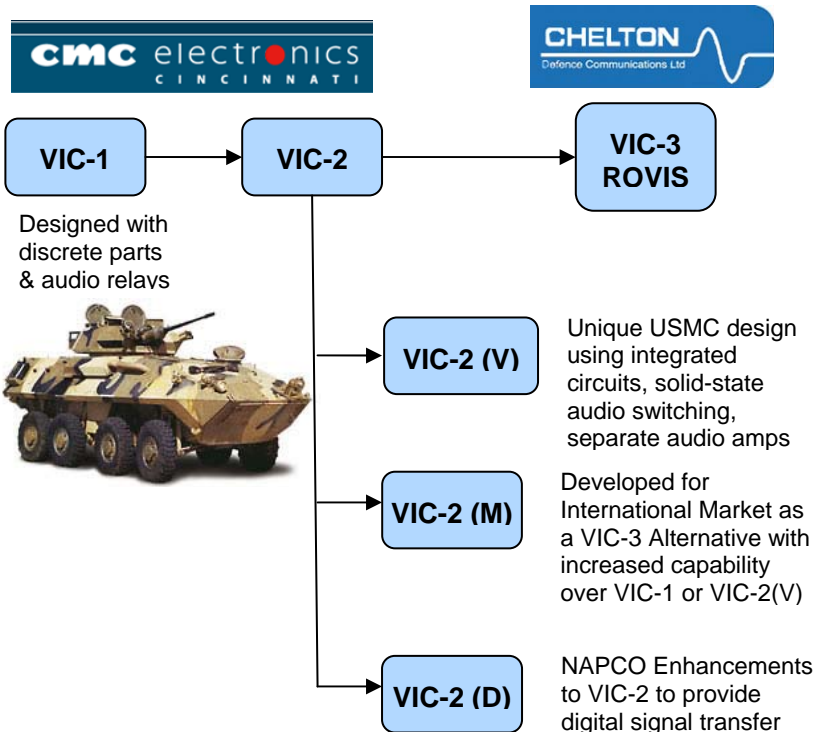 cmc electronics
CINCINNATI
CHELTON
Defence Communications Ltd
VIC-1
VIC-2
VIC-3
ROVIS
Designed with
discrete parts
& audio relays
VIC-2 (V)
Unique USMC design
using integrated
circuits, solid-state
audio switching,
separate audio amps
VIC-2 (M)
Developed for
International Market as
a VIC-3 Alternative with
increased capability
over VIC-1 or VIC-2(V)
VIC-2 (D)
NAPCO Enhancements
to VIC-2 to provide
digital signal transfer